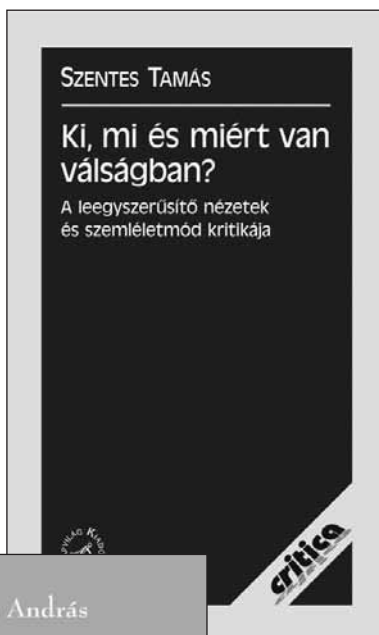 SZENTES TAMÁS
Ki, mi és miért van
válságban?
A leegyszerűsítő nézetek
és szemléletmód kritikája
critica
András